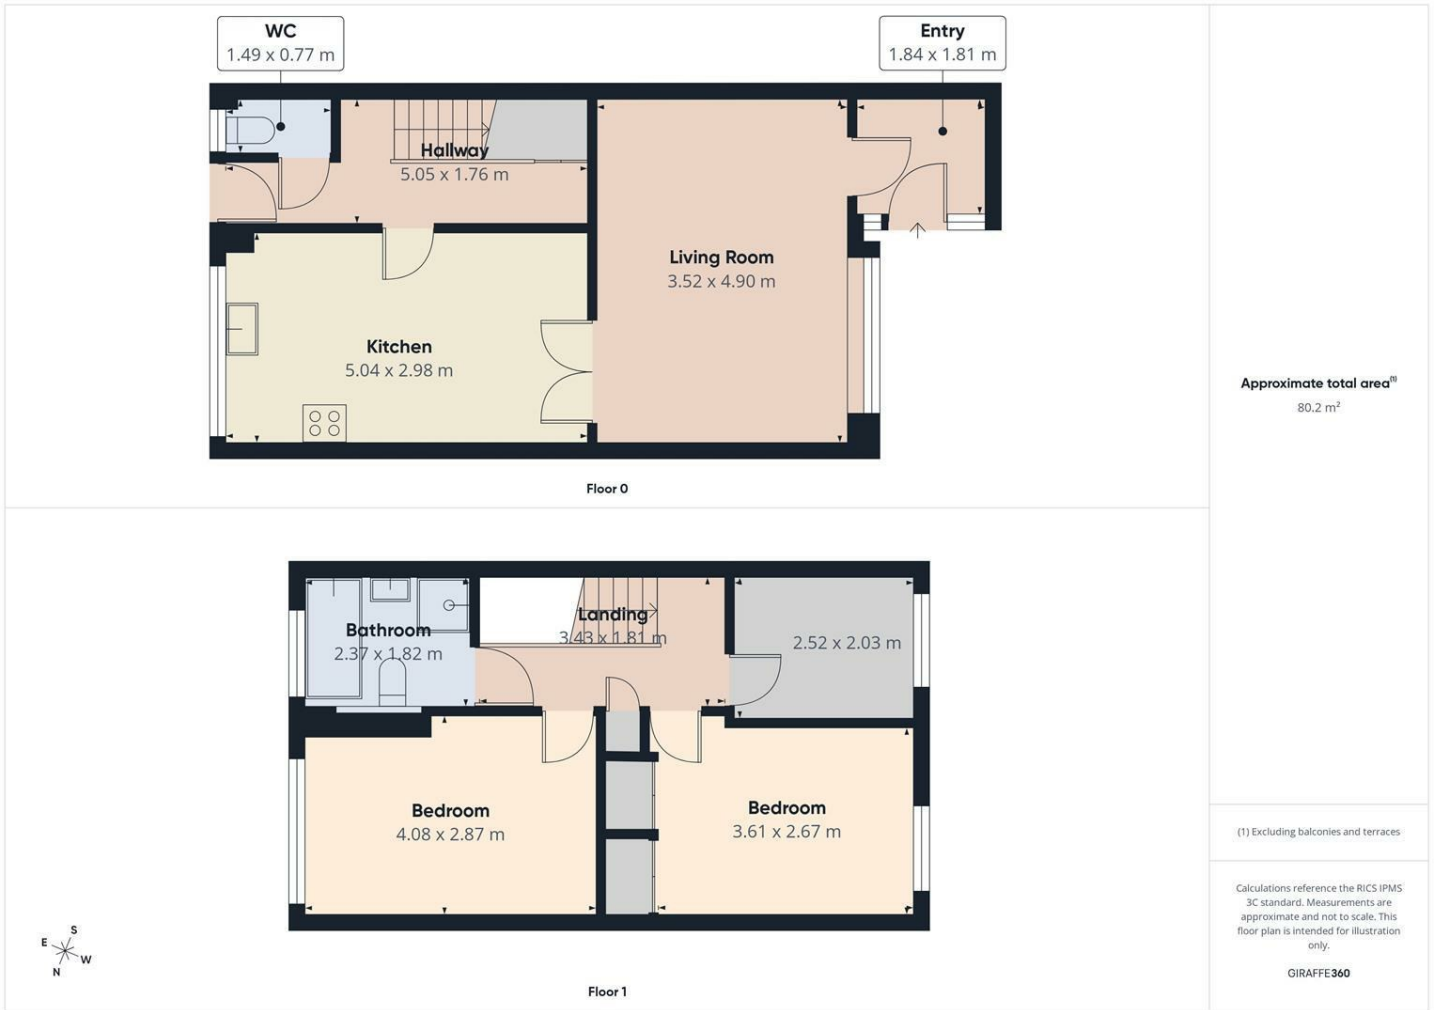 WC
1.49 x 0.77 m
Entry
1.84 x 1.81 m
Hallway
5.05 x 1.76 m
Living Room
3.52 x 4.90 m
Kitchen
5.04 x 2.98 m
Floor 0
Approximate total area(1)
80.2 m²
Landing
3.43 x 1.81 m
Bathroom
2.37 x 1.82 m
2.52 x 2.03 m
Bedroom
4.08 x 2.87 m
Bedroom
3.61 x 2.67 m
Floor 1
S
E
W
N
(1) Excluding balconies and terraces
Calculations reference the RICS IPMS
3C standard. Measurements are
approximate and not to scale. This
floor plan is intended for illustration
only.
GIRAFFE360